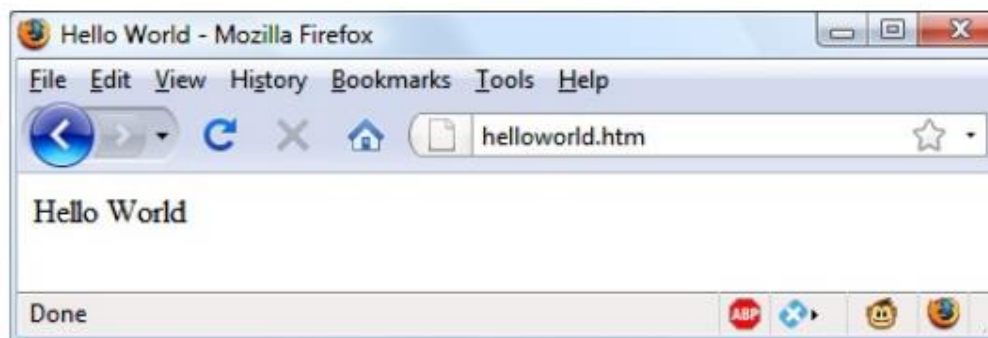 Hello World - Mozilla Firefox
File Edit View History Bookmarks Tools Help
helloworld.htm
Hello World
Done
ABP